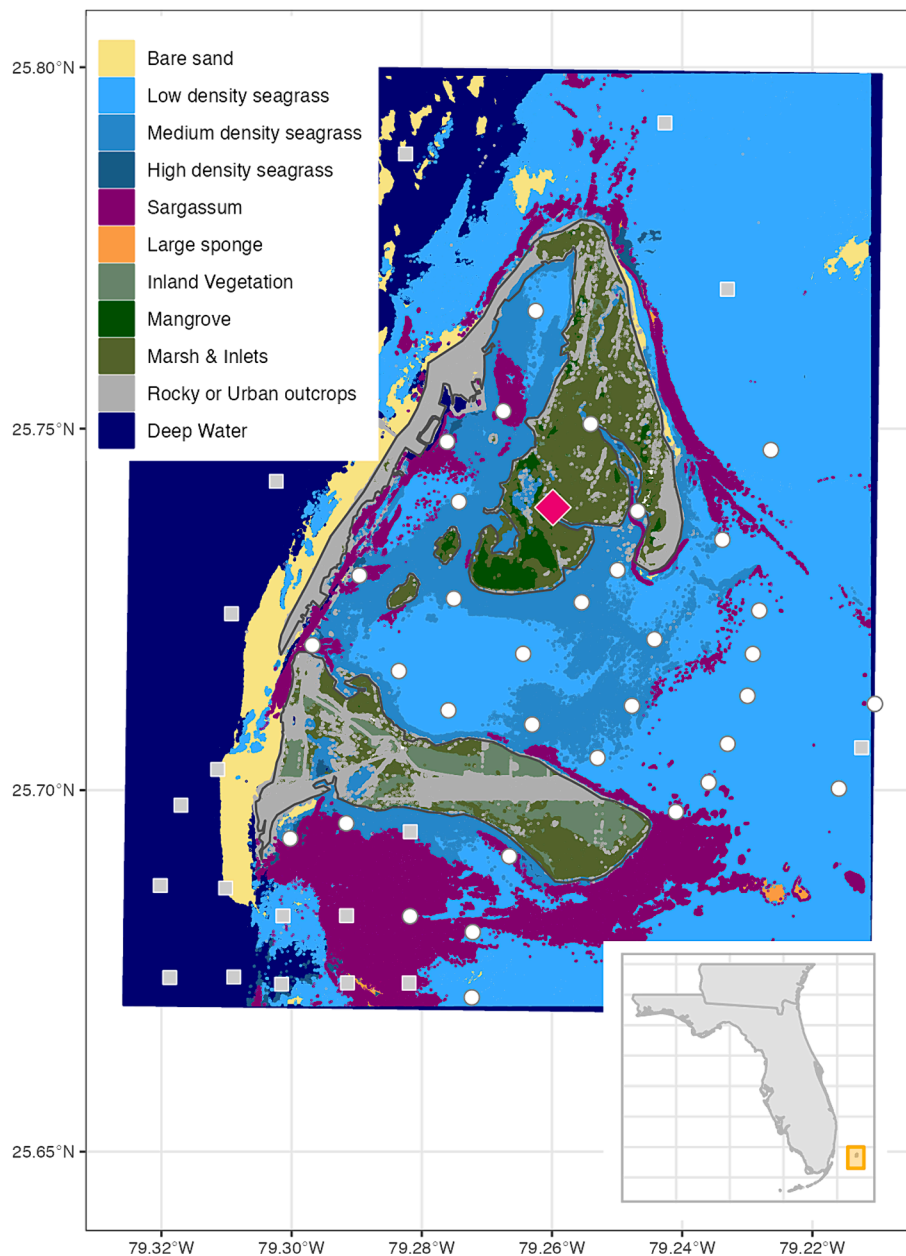 25.80°N
Bare sand
Low density seagrass
Medium density seagrass
High density seagrass
Sargassum
Large sponge
Inland Vegetation
Mangrove
Marsh & Inlets
Rocky or Urban outcrops
Deep Water
25.75°N
25.70°N
25.65°N
79.32°W 79.30°W 79.28°W 79.26°W 79.24°W 79.22°W